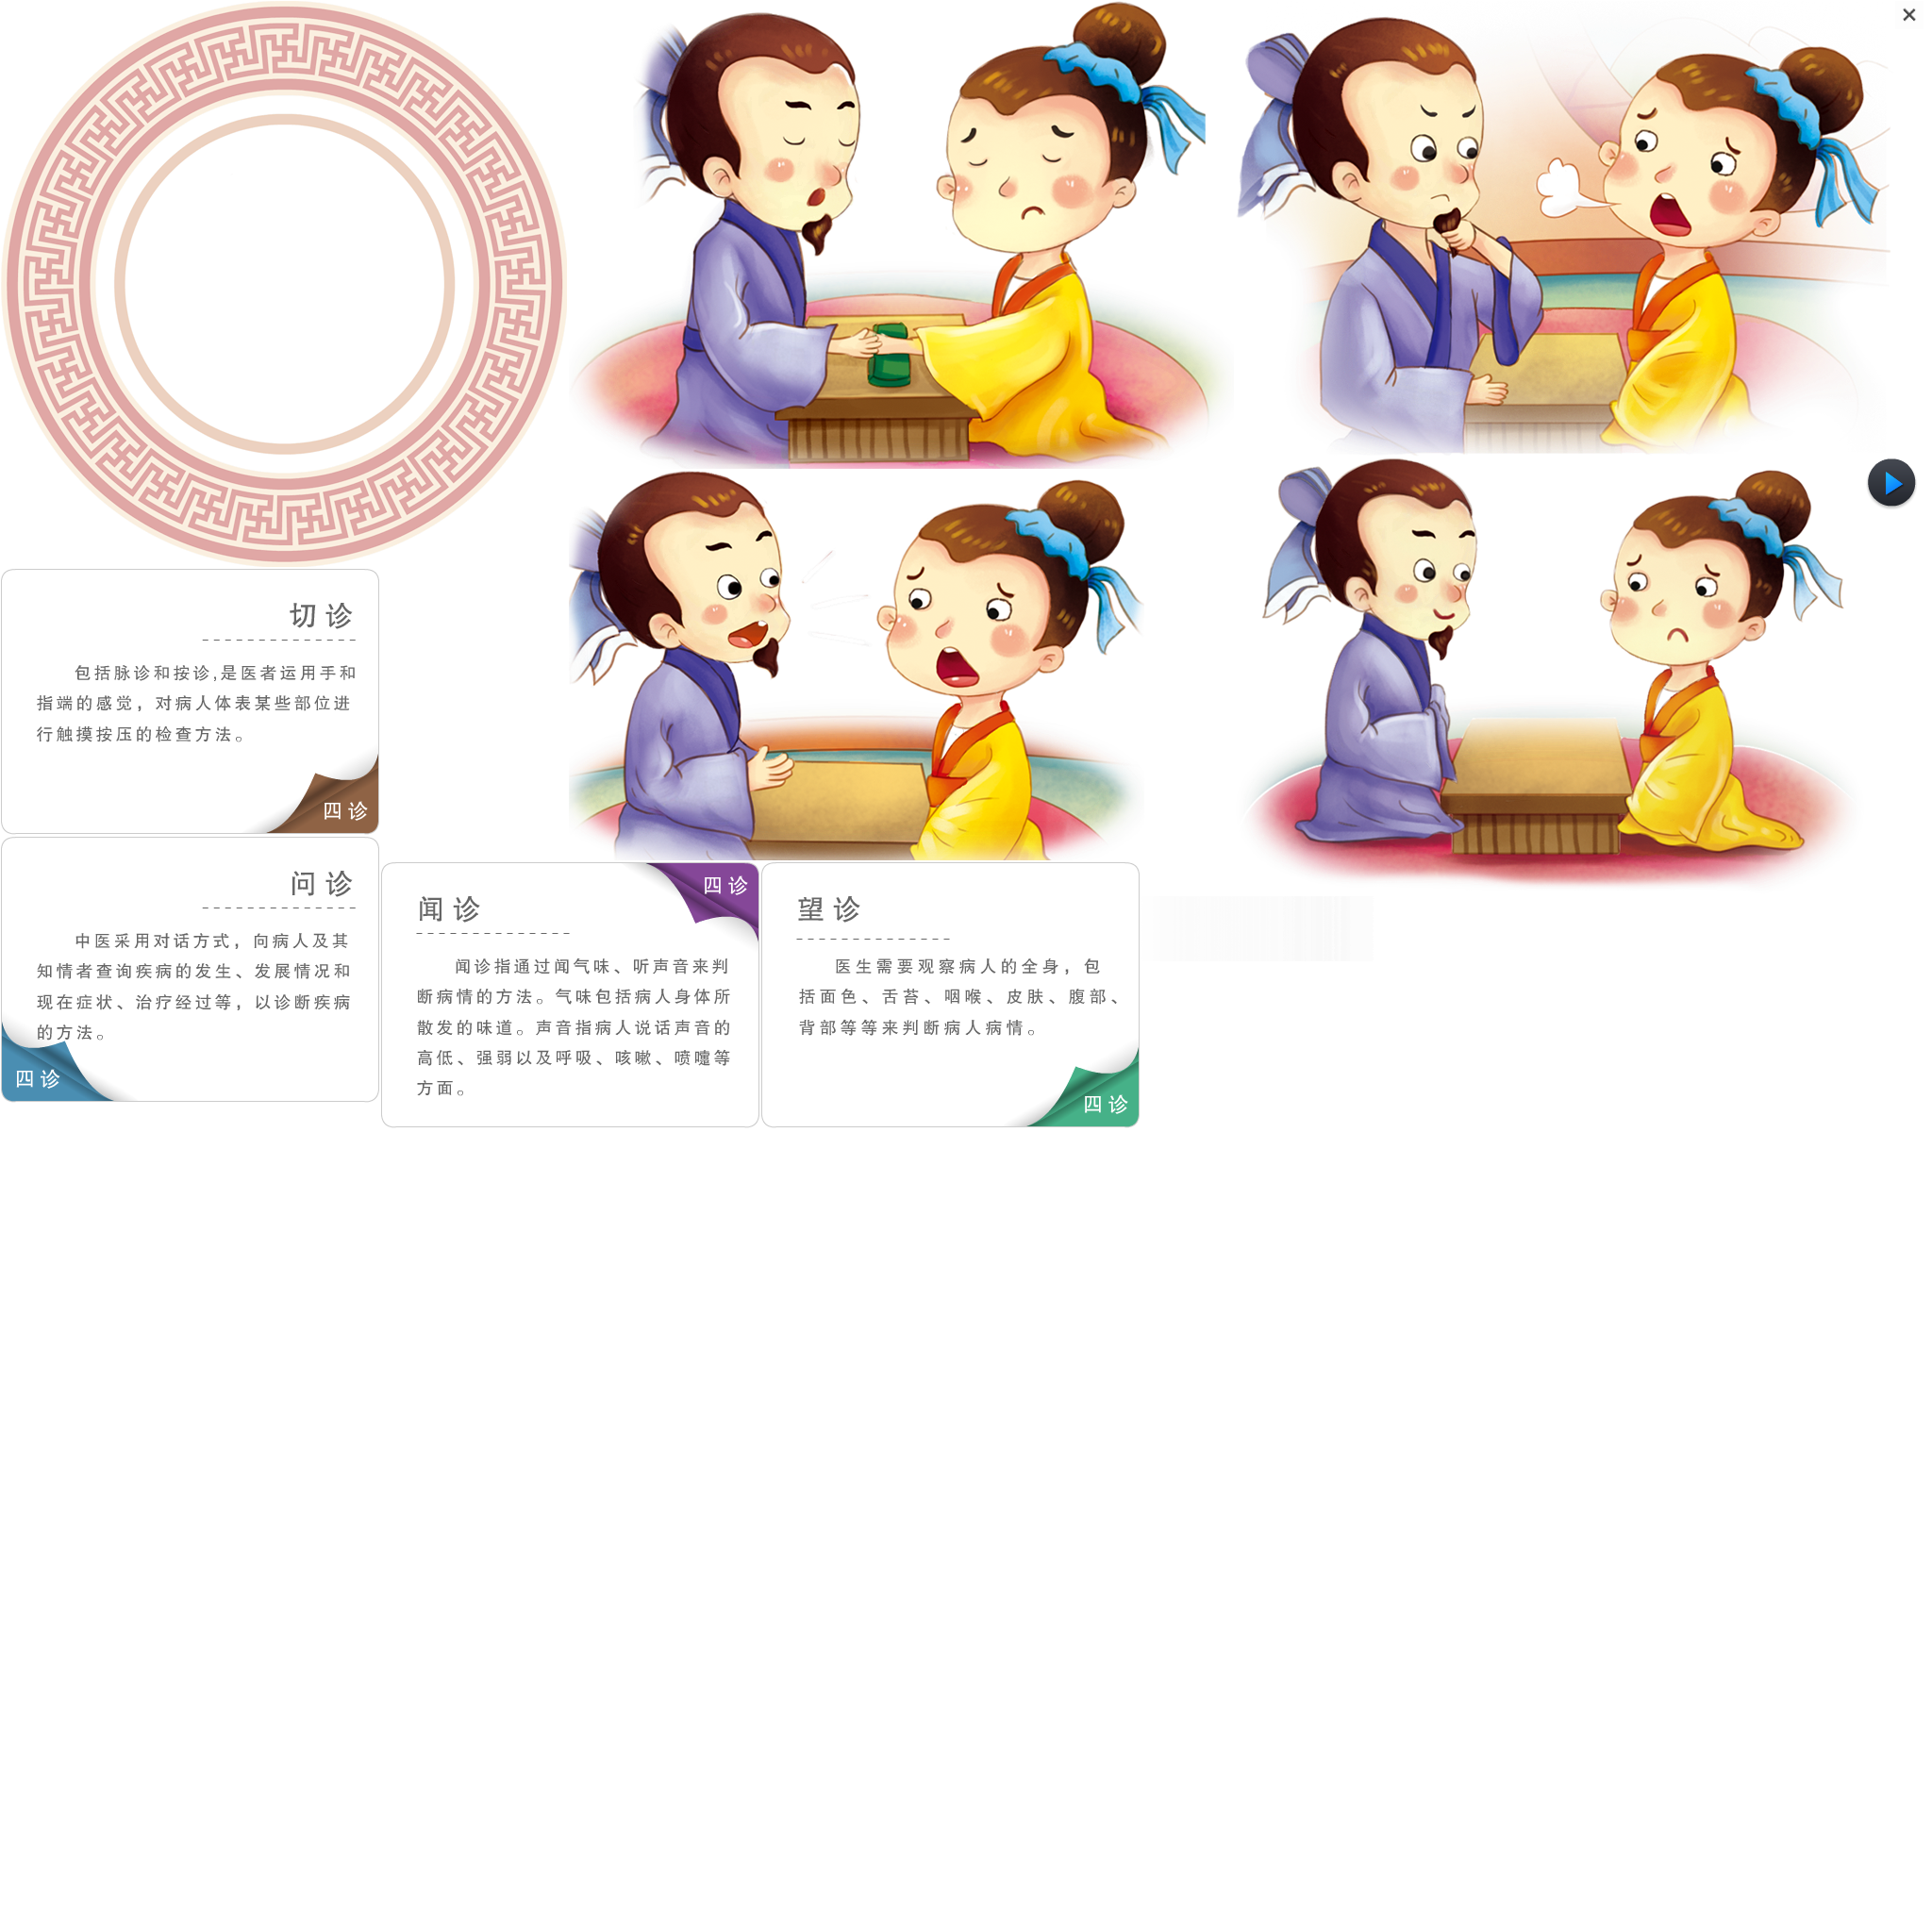 切诊
包括脉诊和按诊,是医者运用手和
指端的感觉，对病人体表某些部位进
行触摸按压的检查方法。
四诊
问诊
中医采用对话方式，向病人及其
知情者查询疾病的发生、发展情况和
现在症状、治疗经过等，以诊断疾病
的方法。
四诊
四诊
闻诊
闻诊指通过闻气味、听声音来判
断病情的方法。气味包括病人身体所
散发的味道。声音指病人说话声音的
高低、强弱以及呼吸、咳嗽、喷嚏等
方面。
望诊
医生需要观察病人的全身，包
括面色、舌苔、咽喉、皮肤、腹部、
背部等等来判断病人病情。
四诊